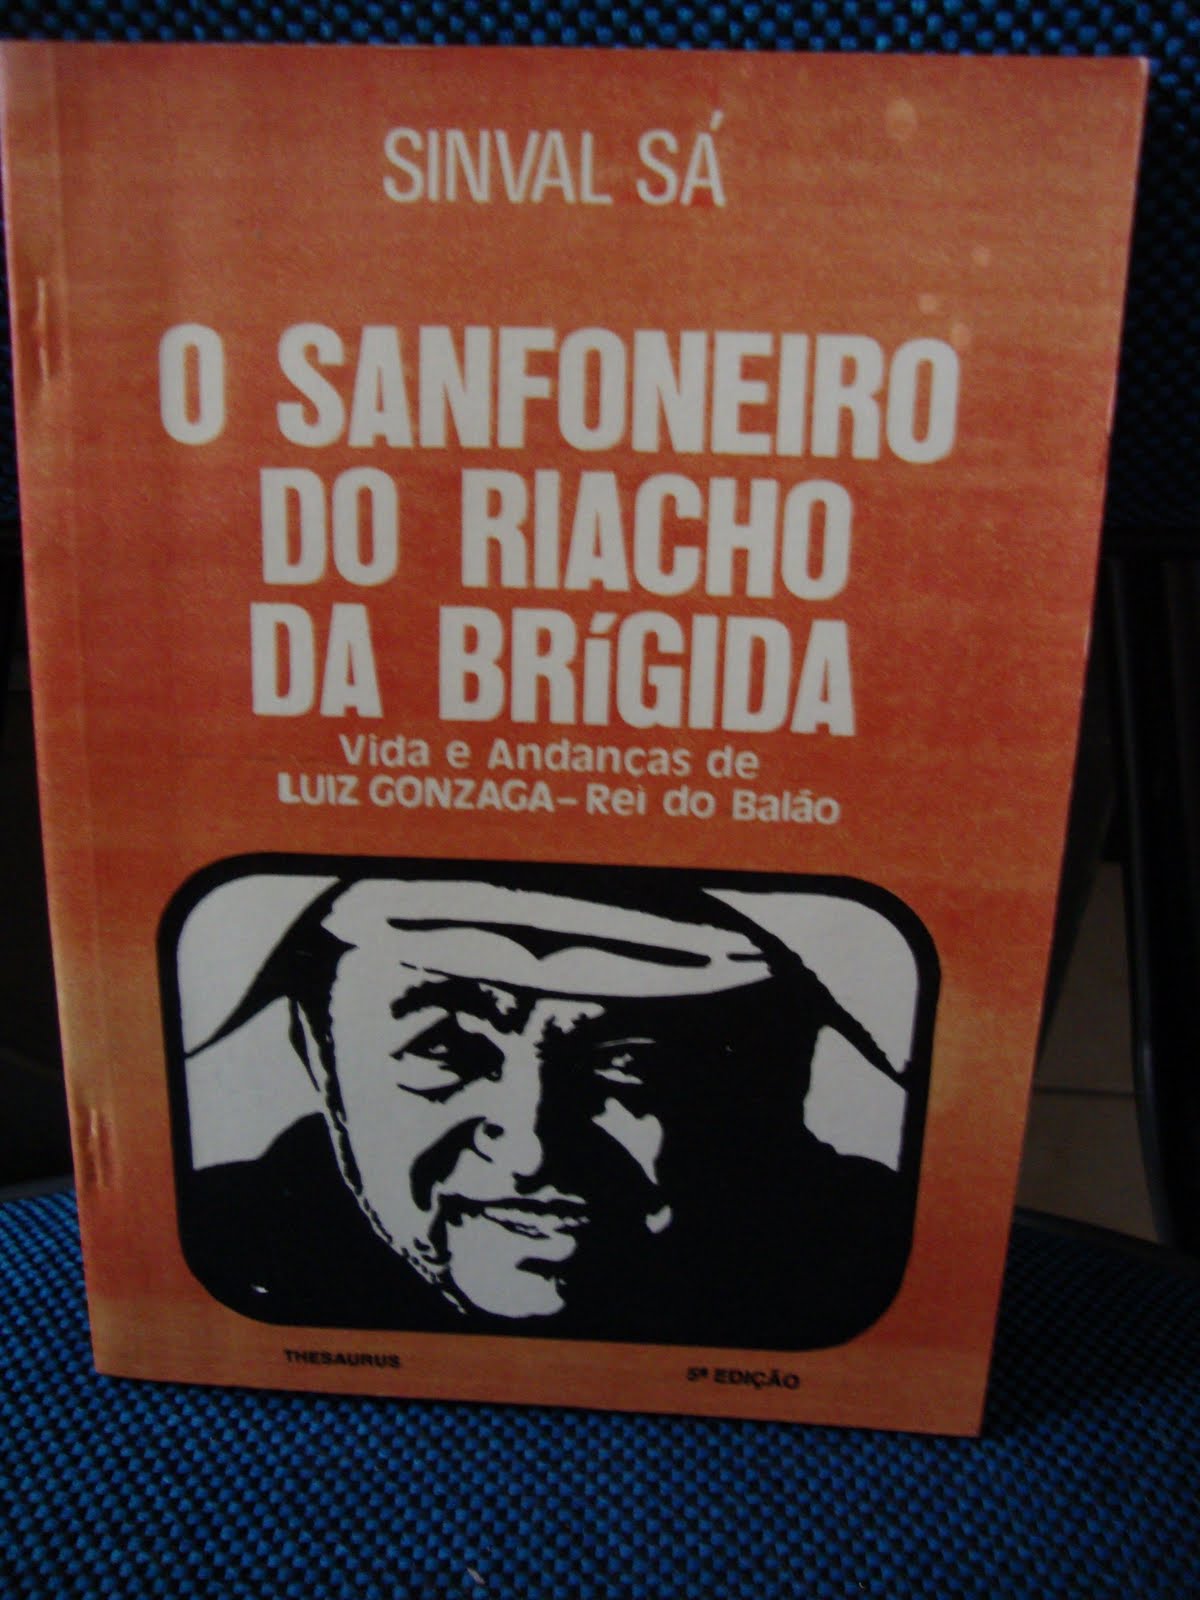 SINVAL SÁ
O SANFONEIRO
DO RIACHO
DA BRíGIDA
Vida e Andanças de
LUIZ GONZAGA - Rei do Balão
THESAURUS
5ª EDIÇÃO